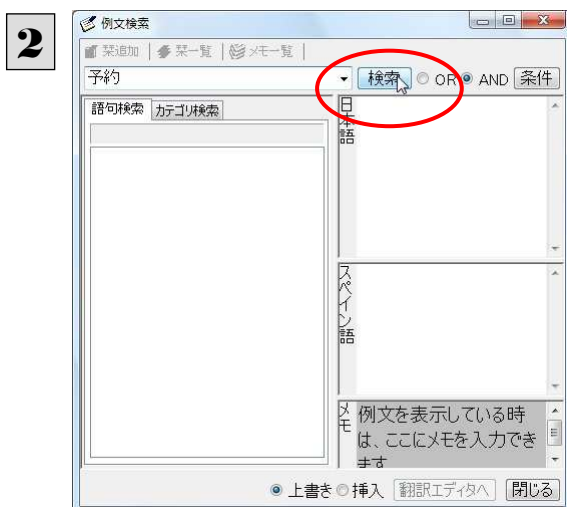 2
例文検索
栞追加 栞一覧 メモ一覧
予約 検索 OR AND 条件
語句検索 カテゴリ検索
日本語
スペイン語
メモ
例文を表示している時
は、ここにメモを入力でき
ます
上書き 挿入 翻訳エディタへ 閉じる